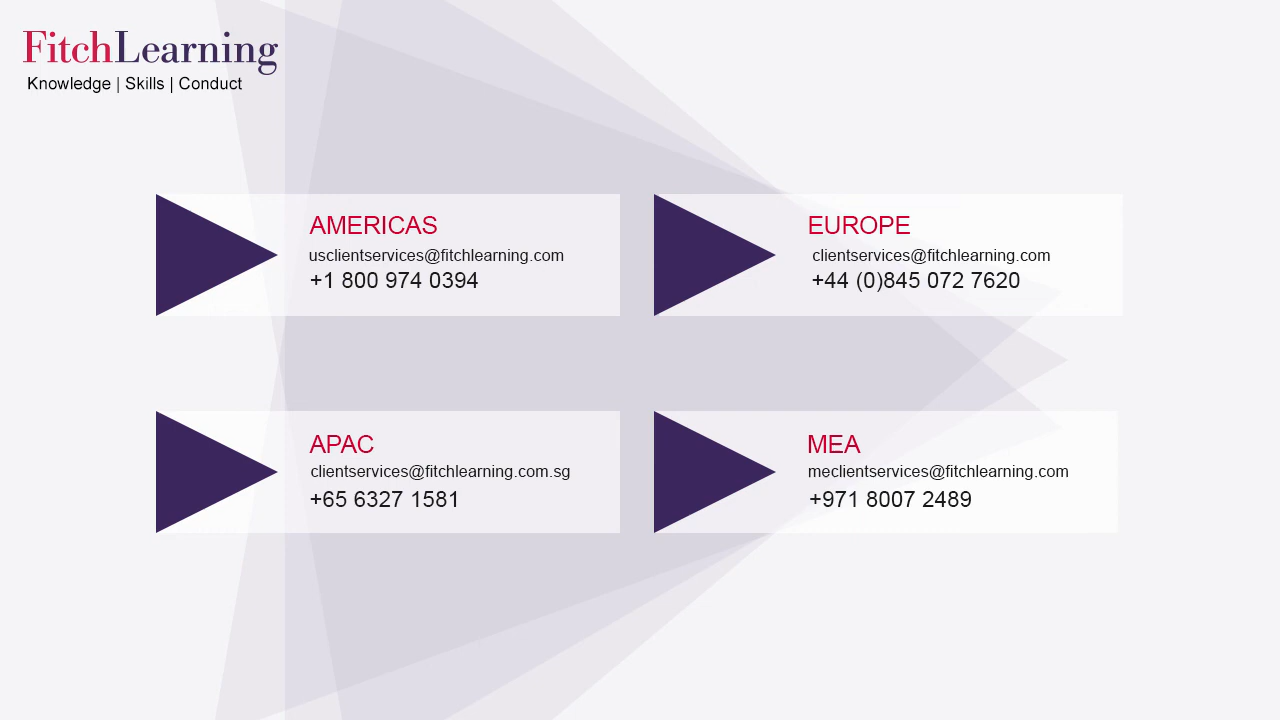 FitchLearning
Knowledge | Skills | Conduct
AMERICAS
usclientservices@fitchlearning.com
+1 800 974 0394
EUROPE
clientservices@fitchlearning.com
+44 (0)845 072 7620
APAC
clientservices@fitchlearning.com.sg
+65 6327 1581
MEA
meclientservices@fitchlearning.com
+971 8007 2489